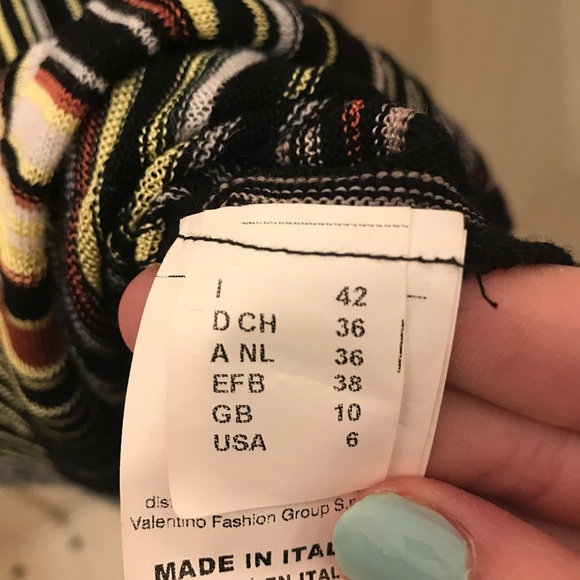 I 42
D CH 36
A NL 36
EFB 38
GB 10
USA 6
Valentino Fashion Group
MADE IN